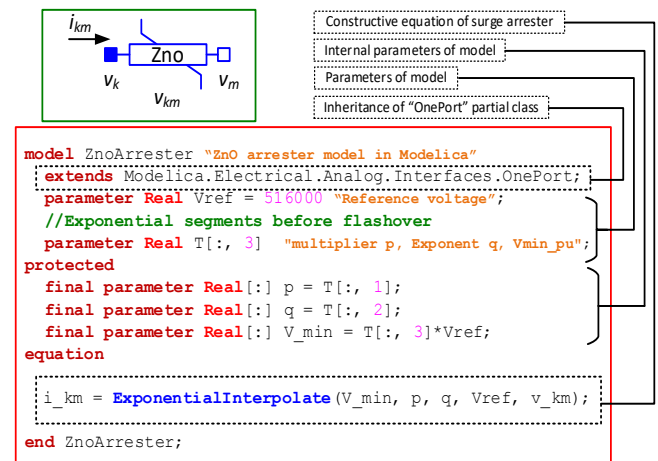 i_km
Zno
v_k
v_m
v_km
Constructive equation of surge arrester
Internal parameters of model
Parameters of model
Inheritance of “OnePort” partial class
model ZnoArrester “ZnO arrester model in Modelica”
extends Modelica.Electrical.Analog.Interfaces.OnePort;
parameter Real Vref = 516000 “Reference voltage”;
//Exponential segments before flashover
parameter Real T[:, 3] "multiplier p, Exponent q, Vmin_pu";
protected
final parameter Real[:] p = T[:, 1];
final parameter Real[:] q = T[:, 2];
final parameter Real[:] V_min = T[:, 3]*Vref;
equation
i_km = ExponentialInterpolate(V_min, p, q, Vref, v_km);
end ZnoArrester;